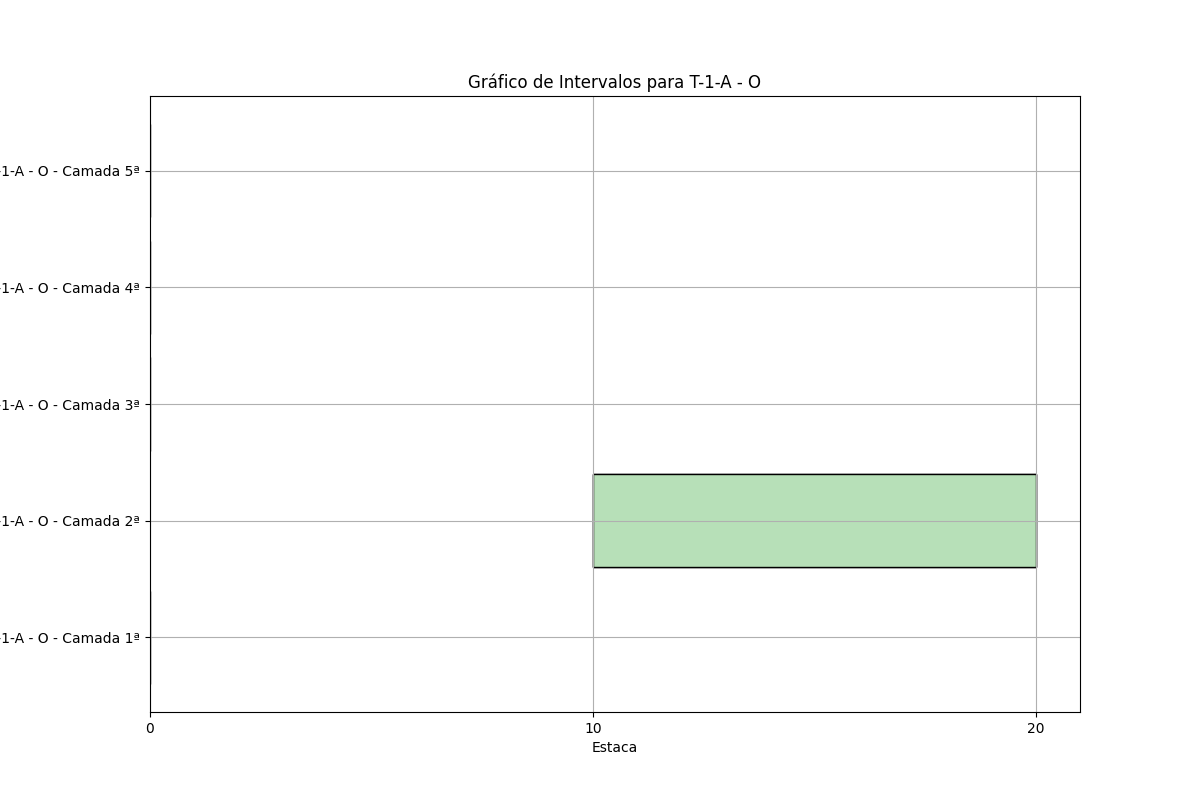 Gráfico de Intervalos para T-1-A - O
1-A - O - Camada 5ª
1-A - O - Camada 4ª
1-A - O - Camada 3ª
1-A - O - Camada 2ª
1-A - O - Camada 1ª
0 10 20
Estaca